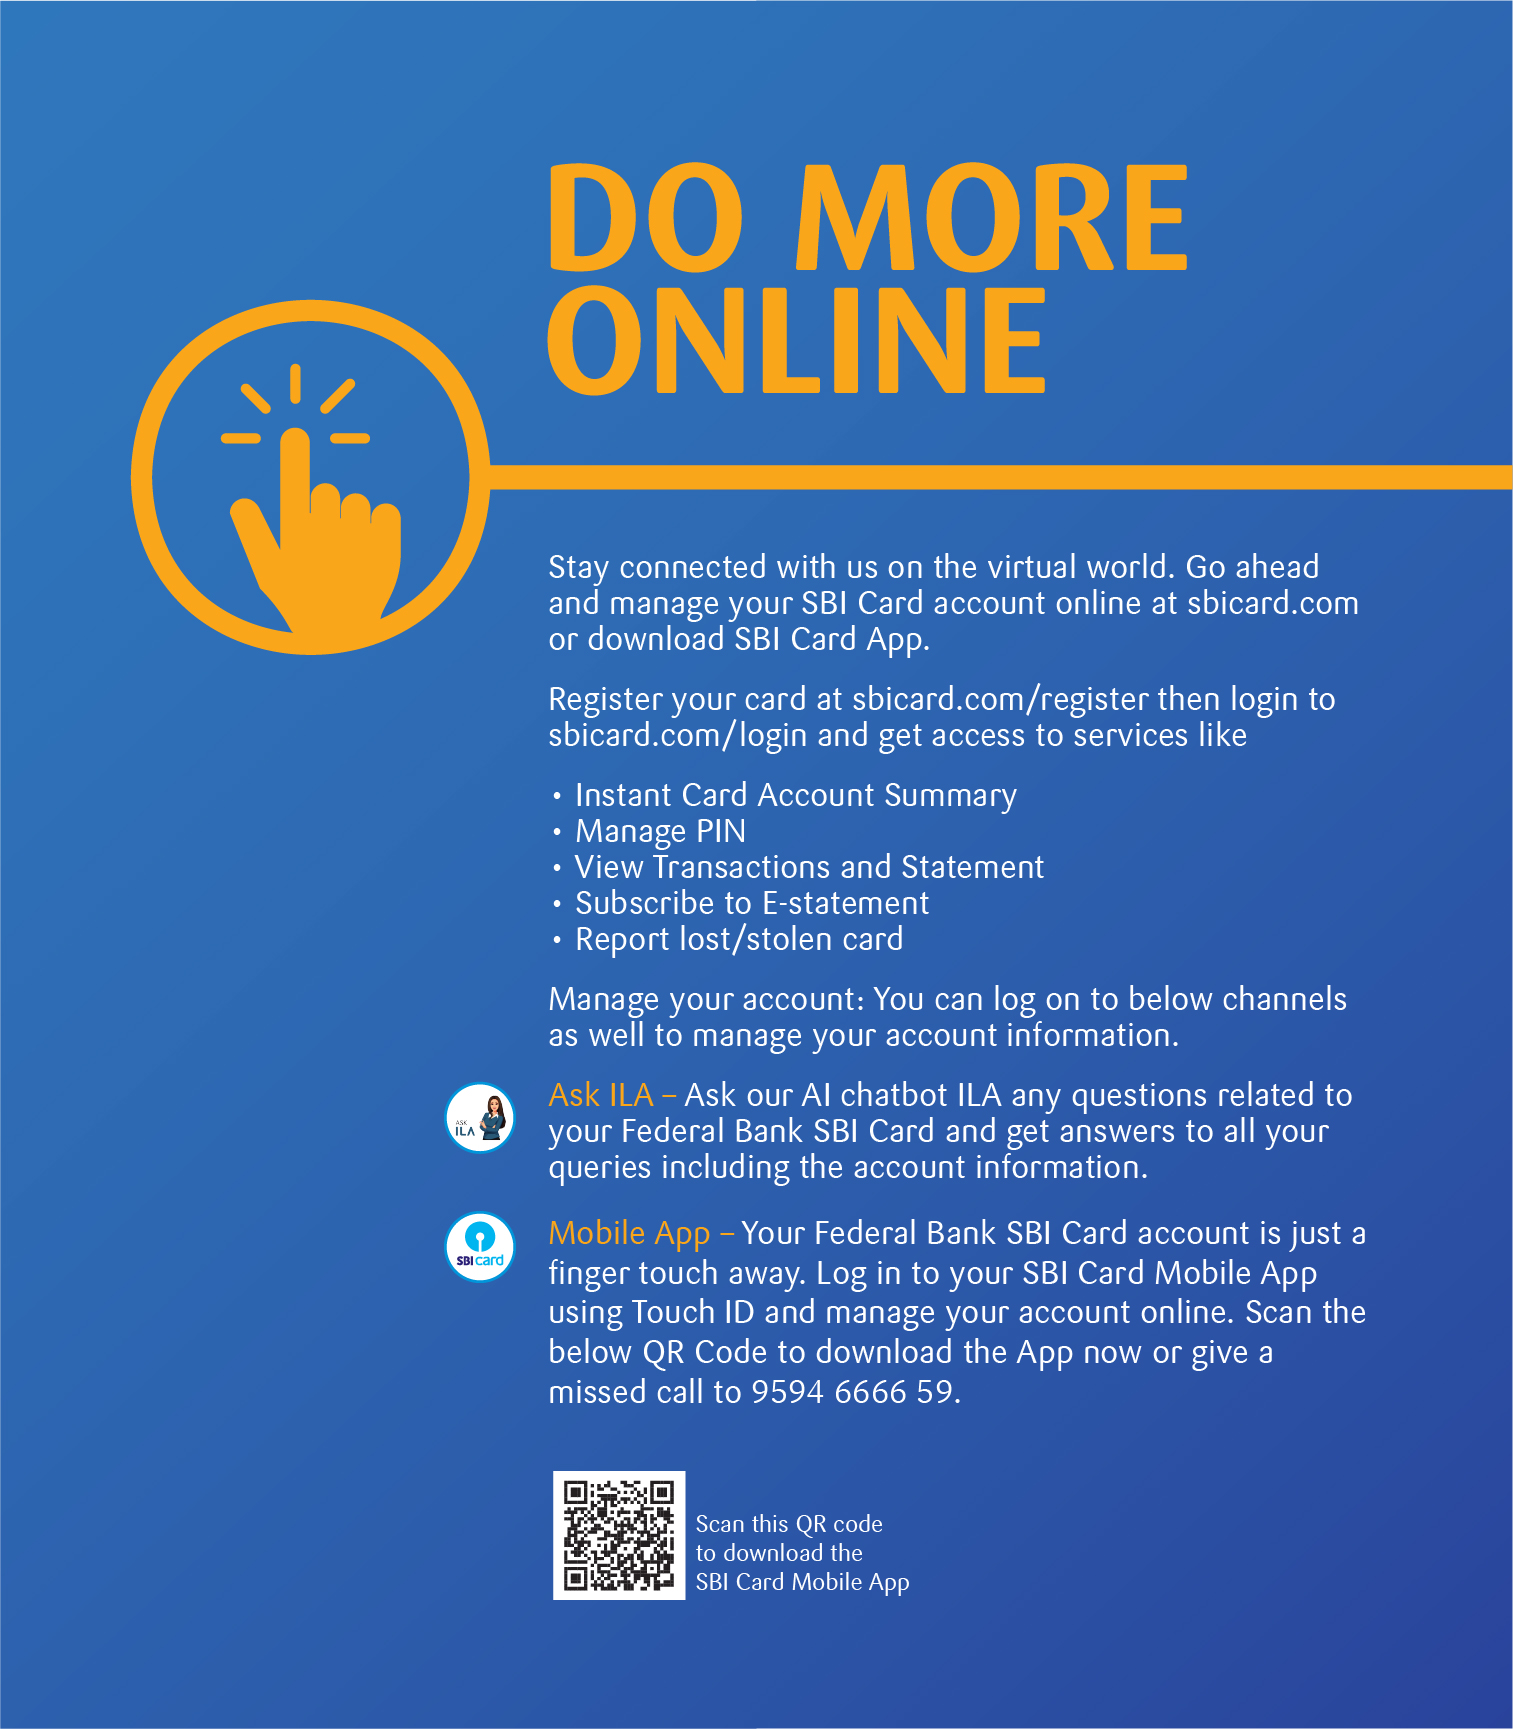 DO MORE
ONLINE
Stay connected with us on the virtual world. Go ahead
and manage your SBI Card account online at sbicard.com
or download SBI Card App.
Register your card at sbicard.com/register then login to
sbicard.com/login and get access to services like
• Instant Card Account Summary
• Manage PIN
• View Transactions and Statement
• Subscribe to E-statement
• Report lost/stolen card
Manage your account: You can log on to below channels
as well to manage your account information.
ASK
ILA
Ask ILA – Ask our AI chatbot ILA any questions related to
your Federal Bank SBI Card and get answers to all your
queries including the account information.
SBI card
Mobile App – Your Federal Bank SBI Card account is just a
finger touch away. Log in to your SBI Card Mobile App
using Touch ID and manage your account online. Scan the
below QR Code to download the App now or give a
missed call to 9594 6666 59.
Scan this QR code
to download the
SBI Card Mobile App